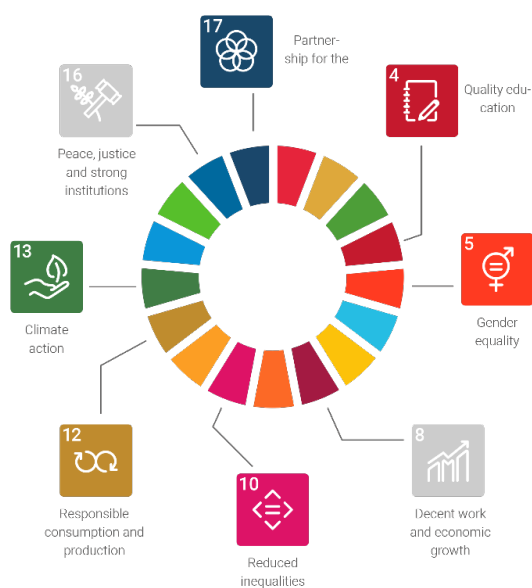 17
Partner-
ship for the
4
Quality edu-
cation
16
Peace, justice
and strong
institutions
5
Gender
equality
13
Climate
action
12
Responsible
consumption and
production
10
Reduced
inequalities
8
Decent work
and economic
growth